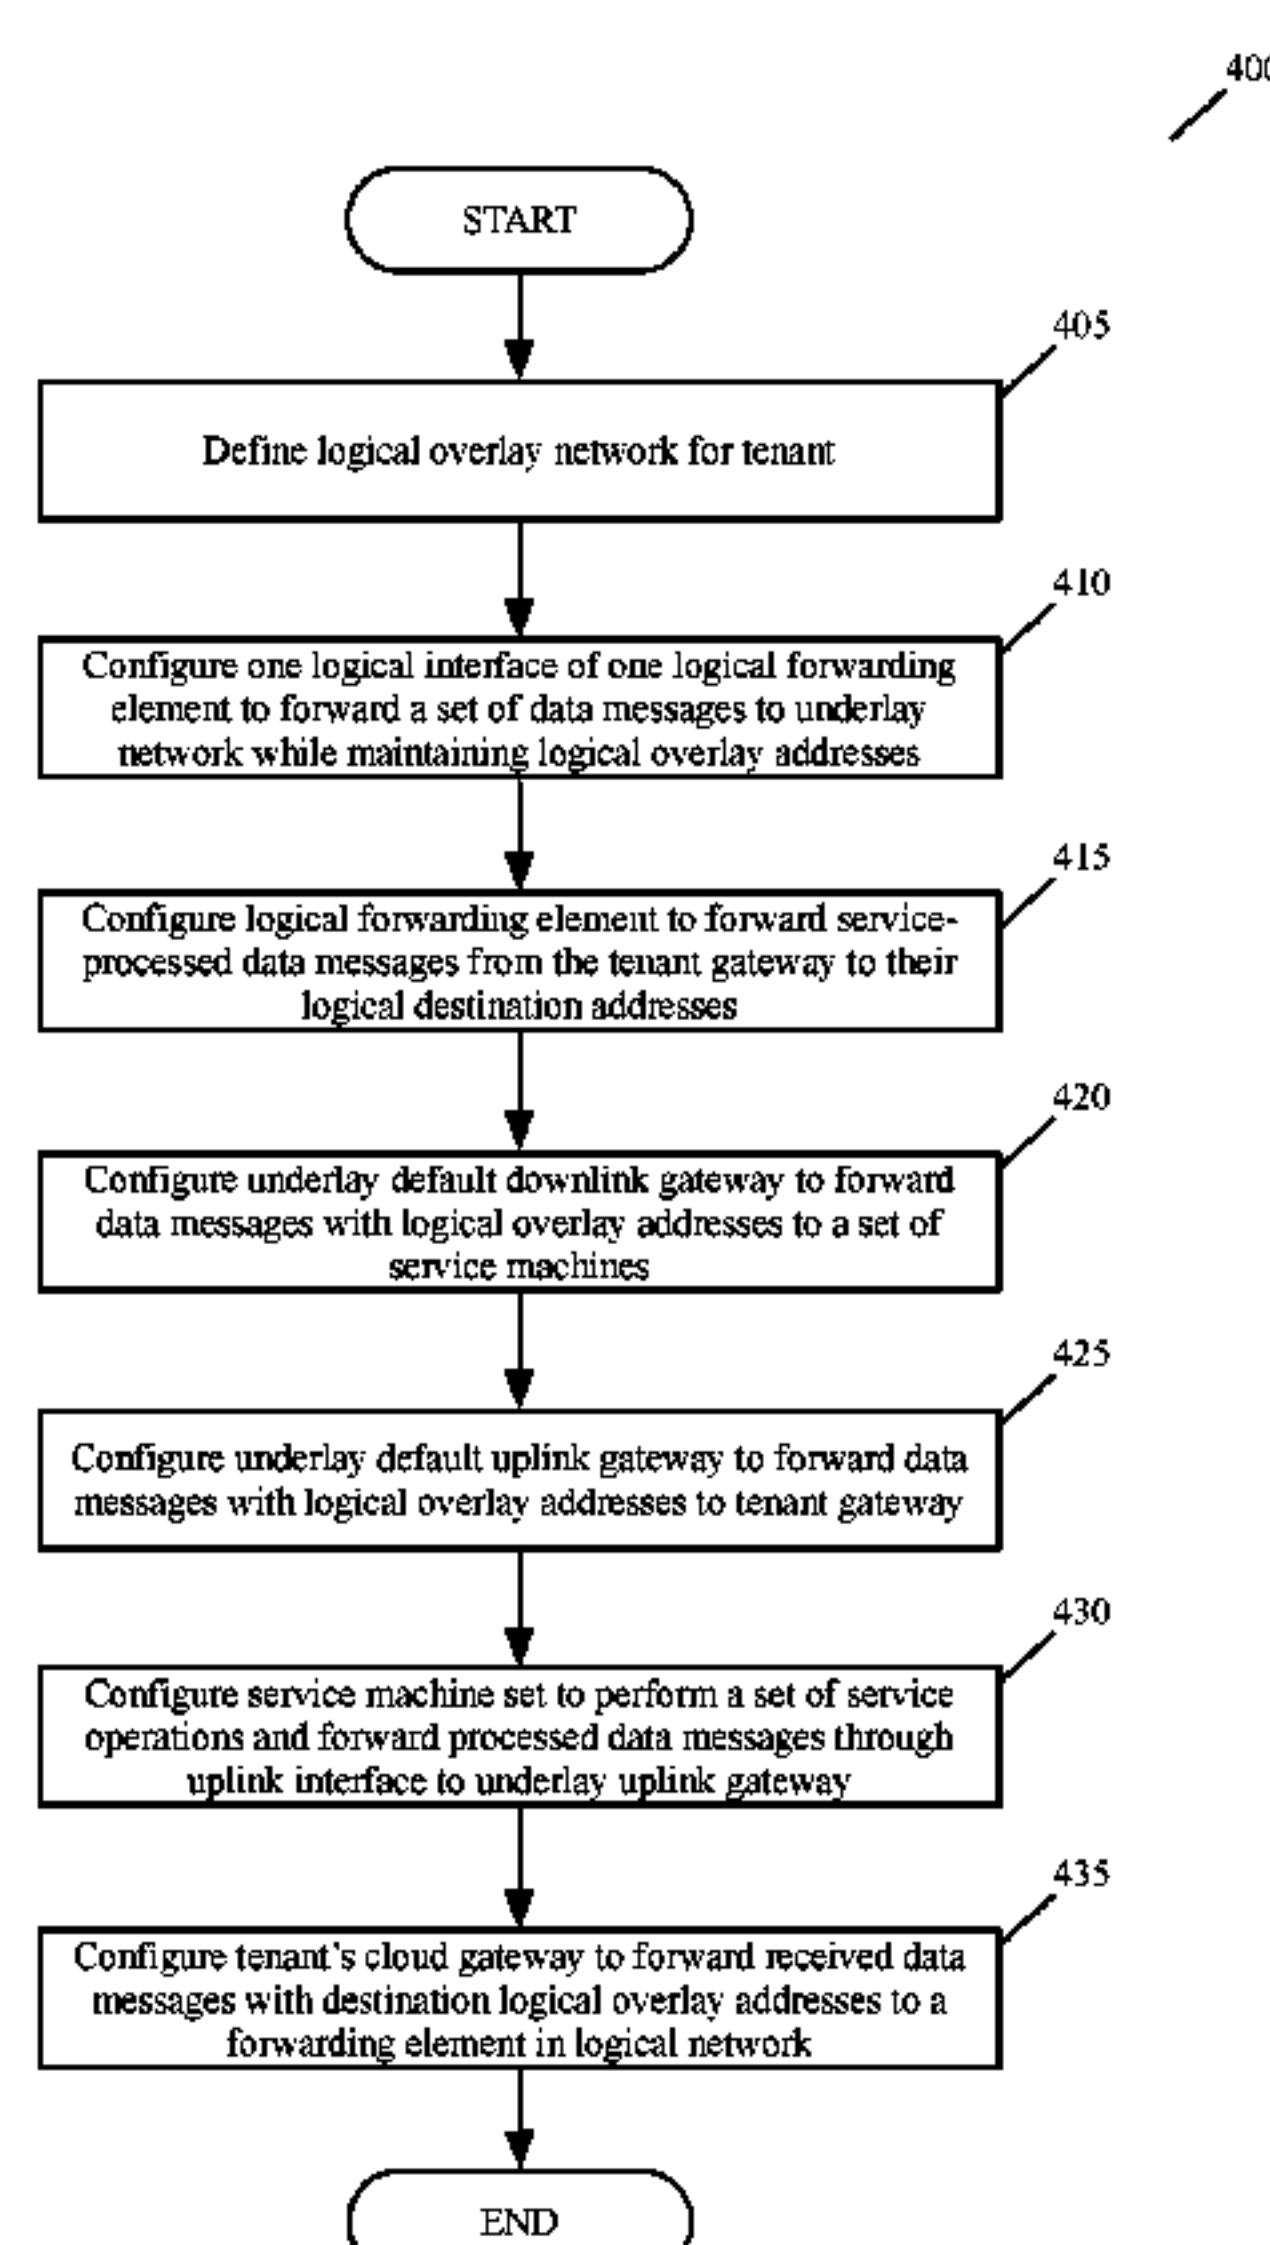 400
START
405
Define logical overlay network for tenant
410
Configure one logical interface of one logical forwarding
element to forward a set of data messages to underlay
network while maintaining logical overlay addresses
415
Configure logical forwarding element to forward service-
processed data messages from the tenant gateway to their
logical destination addresses
420
Configure underlay default downlink gateway to forward
data messages with logical overlay addresses to a set of
service machines
425
Configure underlay default uplink gateway to forward data
messages with logical overlay addresses to tenant gateway
430
Configure service machine set to perform a set of service
operations and forward processed data messages through
uplink interface to underlay uplink gateway
435
Configure tenant's cloud gateway to forward received data
messages with destination logical overlay addresses to a
forwarding element in logical network
END